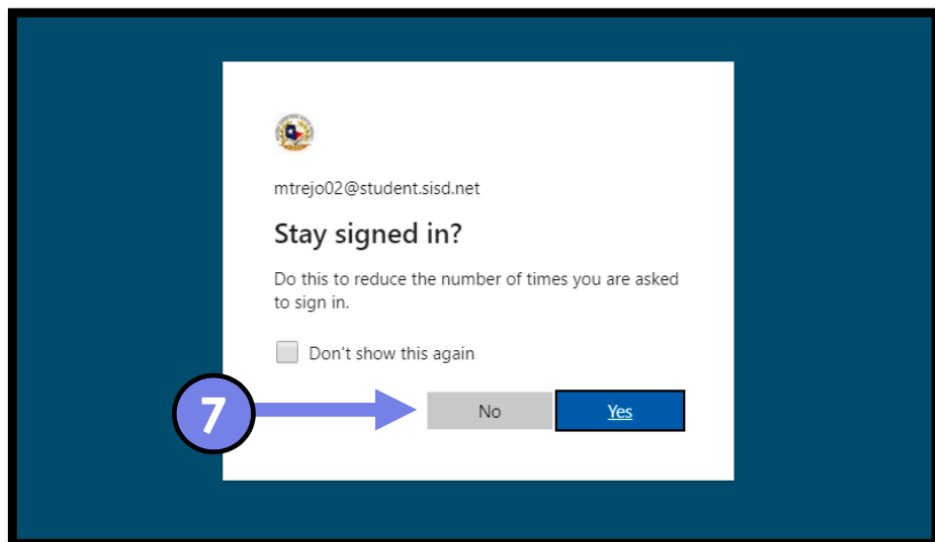 mtrejo02@student.sisd.net
Stay signed in?
Do this to reduce the number of times you are asked
to sign in.
Don't show this again
7
No
Yes